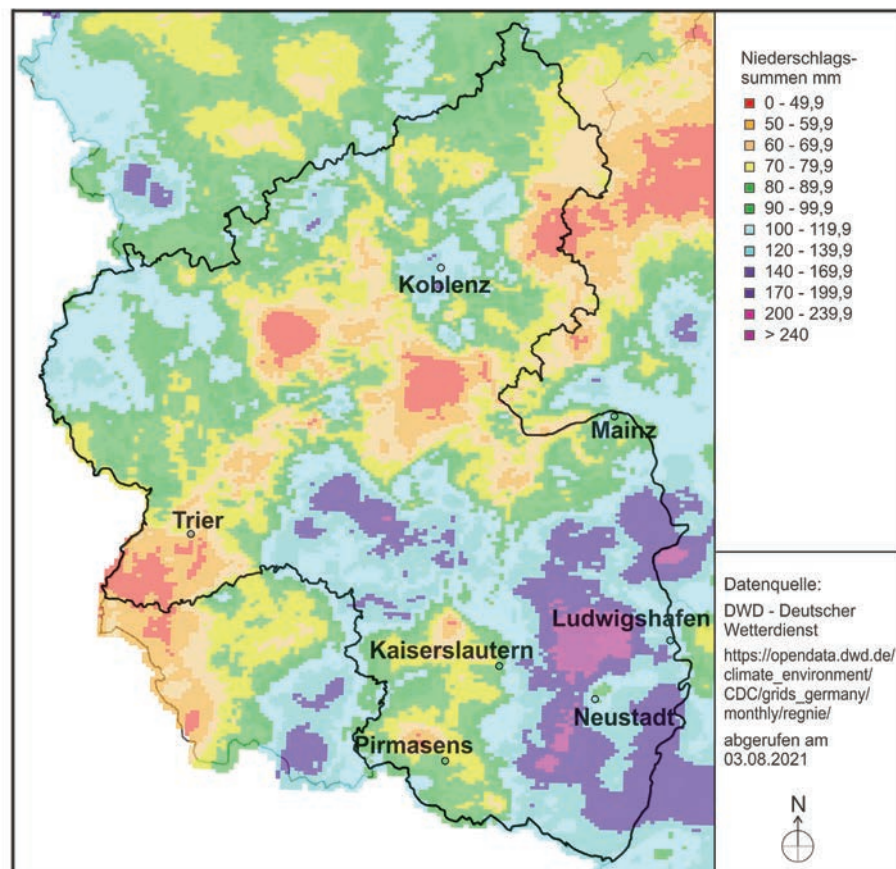 Koblenz
Mainz
Trier
Ludwigshafen
Kaiserslautern
Neustadt
Pirmasens
Niederschlags-
summen mm
0 - 49,9
50 - 59,9
60 - 69,9
70 - 79,9
80 - 89,9
90 - 99,9
100 - 119,9
120 - 139,9
140 - 169,9
170 - 199,9
200 - 239,9
> 240
Datenquelle:
DWD - Deutscher
Wetterdienst
https://opendata.dwd.de/
climate_environment/
CDC/grids_germany/
monthly/regnie/
abgerufen am
03.08.2021
N